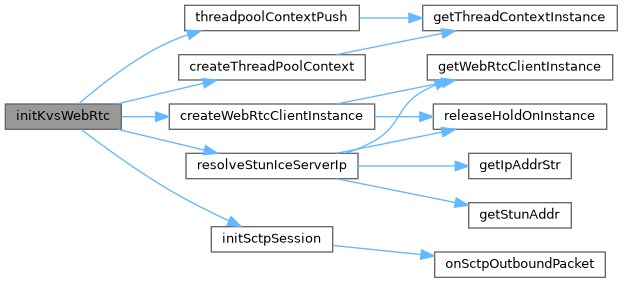 initKvsWebRtc
threadpoolContextPush
createThreadPoolContext
createWebRtcClientInstance
resolveStunIceServerIp
initSctpSession
getThreadContextInstance
getWebRtcClientInstance
releaseHoldOnInstance
getIpAddrStr
getStunAddr
onSctpOutboundPacket